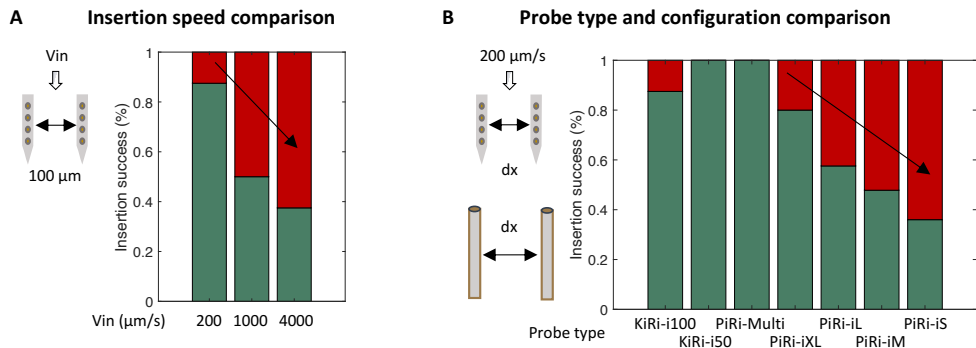 A Insertion speed comparison
Vin
100 µm
Insertion success (%)
1
0.8
0.6
0.4
0.2
0
Vin (µm/s) 200 1000 4000
B Probe type and configuration comparison
200 µm/s
dx
dx
Insertion success (%)
1
0.8
0.6
0.4
0.2
0
Probe type
KiRi-i100 PiRi-Multi PiRi-iL PiRi-iS
KiRi-i50 PiRi-iXL PiRi-iM